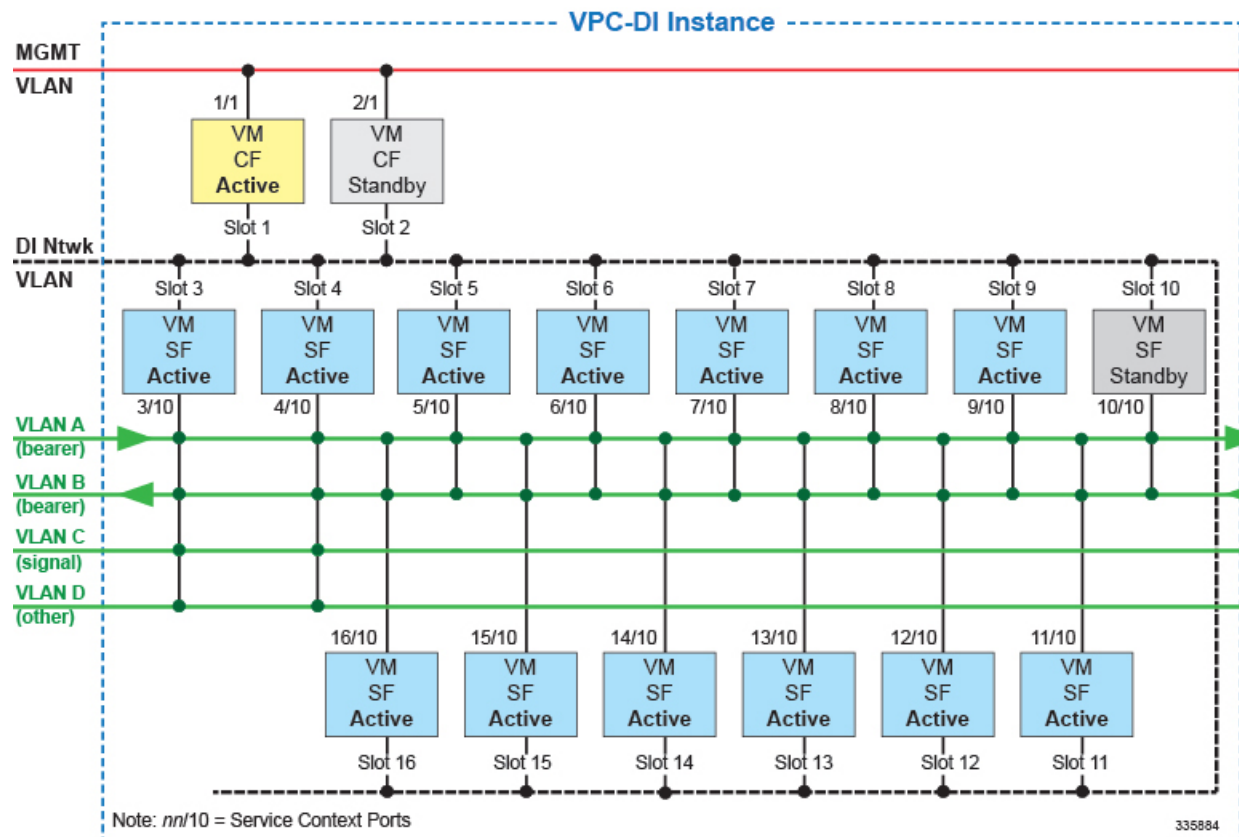 VPC-DI Instance
MGMT
VLAN
1/1
2/1
VM
CF
Active
VM
CF
Standby
Slot 1
Slot 2
DI Ntwk
VLAN
Slot 3
Slot 4
Slot 5
Slot 6
Slot 7
Slot 8
Slot 9
Slot 10
VM
SF
Active
VM
SF
Active
VM
SF
Active
VM
SF
Active
VM
SF
Active
VM
SF
Active
VM
SF
Active
VM
SF
Standby
3/10
4/10
5/10
6/10
7/10
8/10
9/10
10/10
VLAN A
(bearer)
VLAN B
(bearer)
VLAN C
(signal)
VLAN D
(other)
16/10
15/10
14/10
13/10
12/10
11/10
VM
SF
Active
VM
SF
Active
VM
SF
Active
VM
SF
Active
VM
SF
Active
VM
SF
Active
Slot 16
Slot 15
Slot 14
Slot 13
Slot 12
Slot 11
Note: nn/10 = Service Context Ports
335884